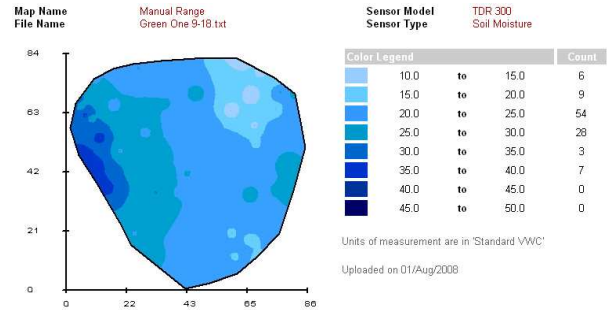 Map Name Manual Range
File Name Green One 9-18.txt
Sensor Model TDR 300
Sensor Type Soil Moisture
84
63
42
21
0
0 22 43 65 86
Color Legend Count
10.0 to 15.0 6
15.0 to 20.0 9
20.0 to 25.0 54
25.0 to 30.0 28
30.0 to 35.0 3
35.0 to 40.0 7
40.0 to 45.0 0
45.0 to 50.0 0
Units of measurement are in 'Standard VWC'
Uploaded on 01/Aug/2008